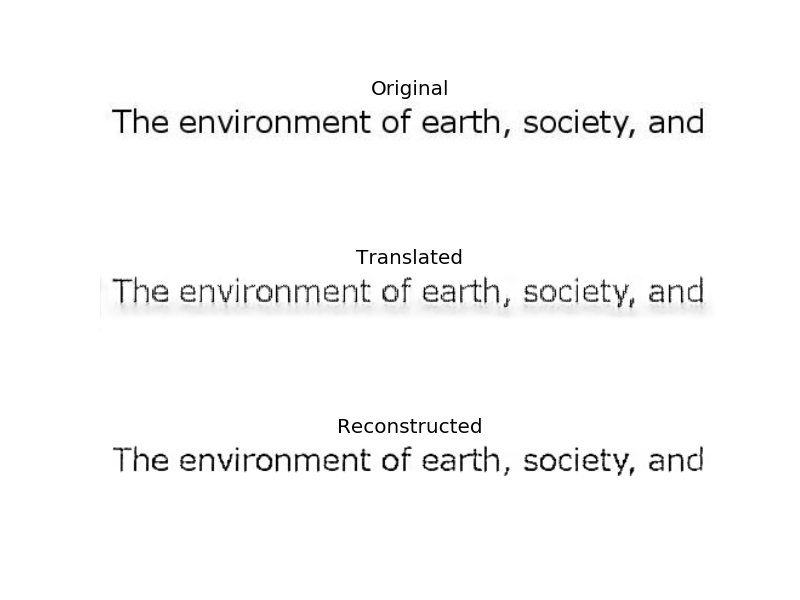 Original
The environment of earth, society, and
Translated
The environment of earth, society, and
Reconstructed
The environment of earth, society, and